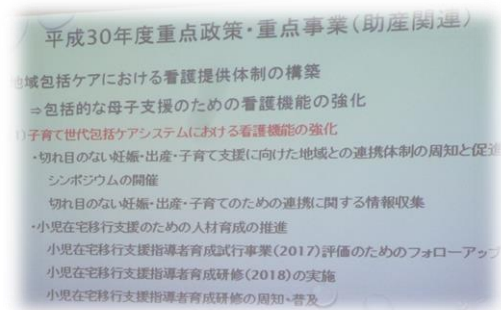 平成30年度重点政策・重点事業(助産関連)
地域包括ケアにおける看護提供体制の構築
⇒包括的な母子支援のための看護機能の強化
)子育て世代包括ケアシステムにおける看護機能の強化
・切れ目のない妊娠・出産・子育て支援に向けた地域との連携体制の周知と促進
シンポジウムの開催
切れ目のない妊娠・出産・子育てのための連携に関する情報収集
・小児在宅移行支援のための人材育成の推進
小児在宅移行支援指導者育成試行事業(2017)評価のためのフォローアップ
小児在宅移行支援指導者育成研修(2018)の実施
小児在宅移行支援指導者育成研修の周知・普及